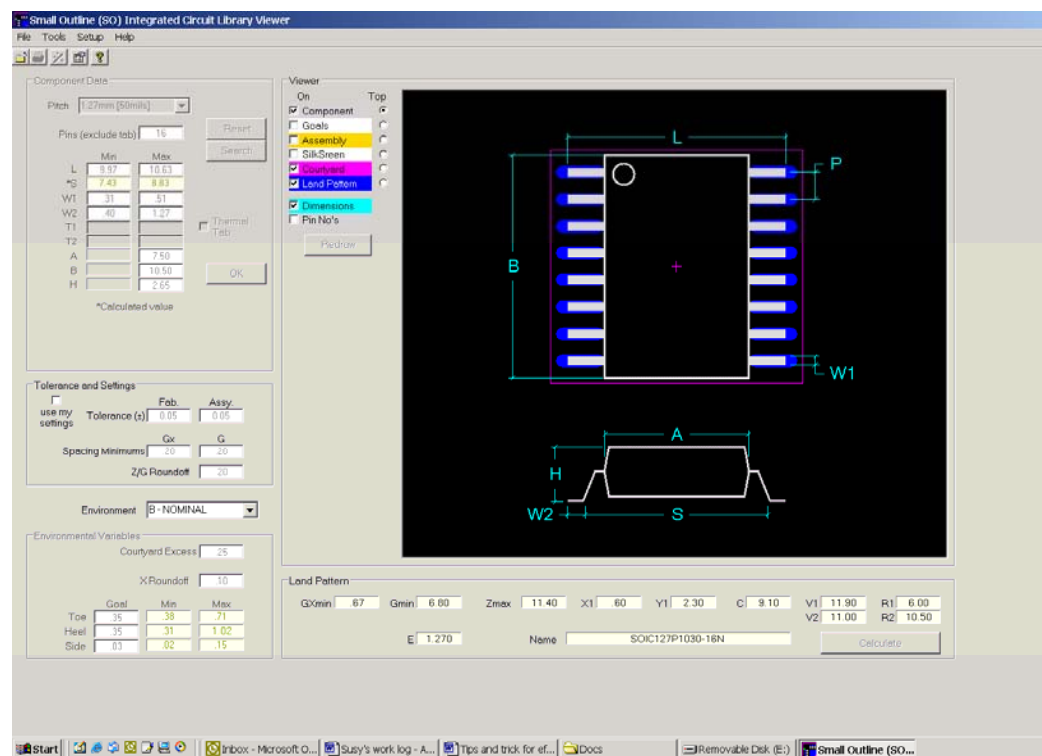 Small Outline (SO) Integrated Circuit Library Viewer
File Tools Setup Help
Component Data
Pitch 1.27mm [50mils]
Pins (exclude tab) 16
Reset
Search
Min Max
L 9.97 10.63
*S 7.43 8.83
W1 .31 .51
W2 .40 1.27
T1
T2
Thermal Tab
A 7.50
B 10.50
H 2.65
OK
*Calculated value
Tolerance and Settings
use my settings
Fab. Assy.
Tolerance (±) 0.05 0.05
Gx G
Spacing Minimums .20 .20
Z/G Roundoff .20
Environment B - NOMINAL
Environmental Variables
Courtyard Excess .25
X Roundoff .10
Goal Min Max
Toe .35 .38 .71
Heel .35 .31 1.02
Side .03 .02 .15
Viewer
On Top
Component
Goals
Assembly
SilkSreen
Courtyard
Land Pattern
Dimensions
Pin No's
Redraw
L
P
B
W1
A
H
W2
S
Land Pattern
GXmin .67 Gmin 6.80 Zmax 11.40 X1 .60 Y1 2.30 C 9.10 V1 11.90 R1 6.00
V2 11.00 R2 10.50
E 1.270 Name SOIC127P1030-16N
Calculate
Start
Inbox - Microsoft O...
Susy's work log - A...
Tips and trick for ef...
Docs
Removable Disk (E:)
Small Outline (SO...